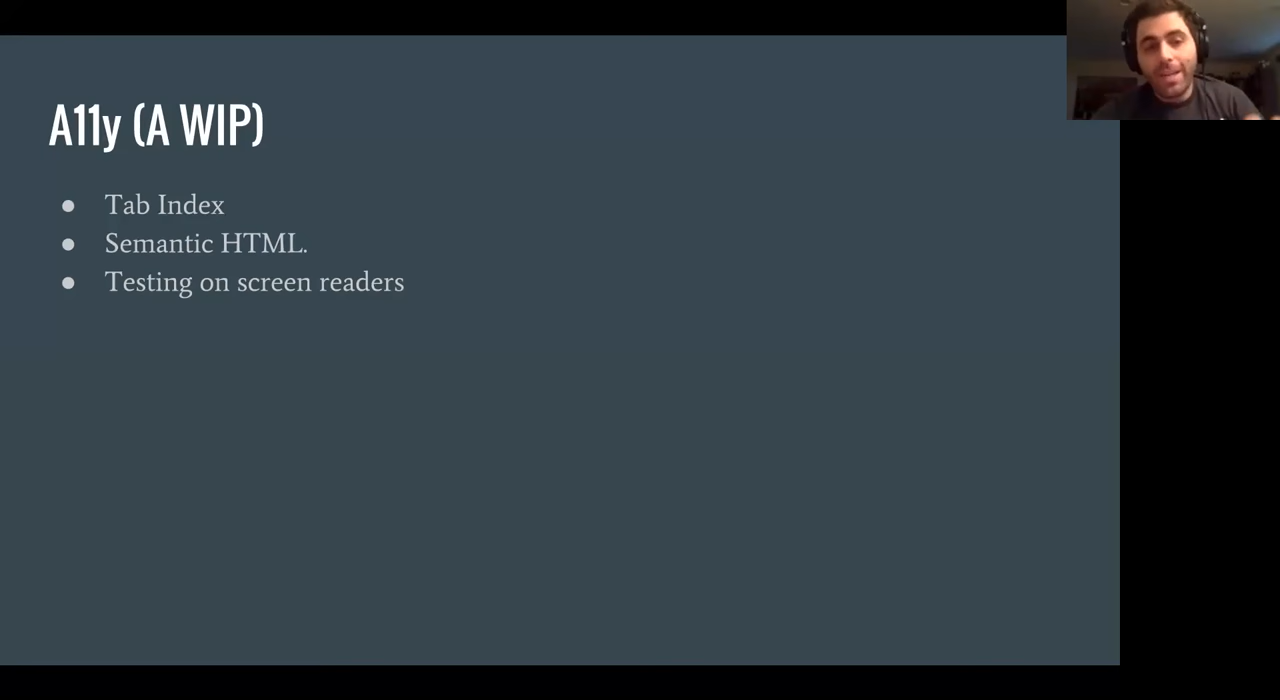 A11y (A WIP)
● Tab Index
● Semantic HTML.
● Testing on screen readers